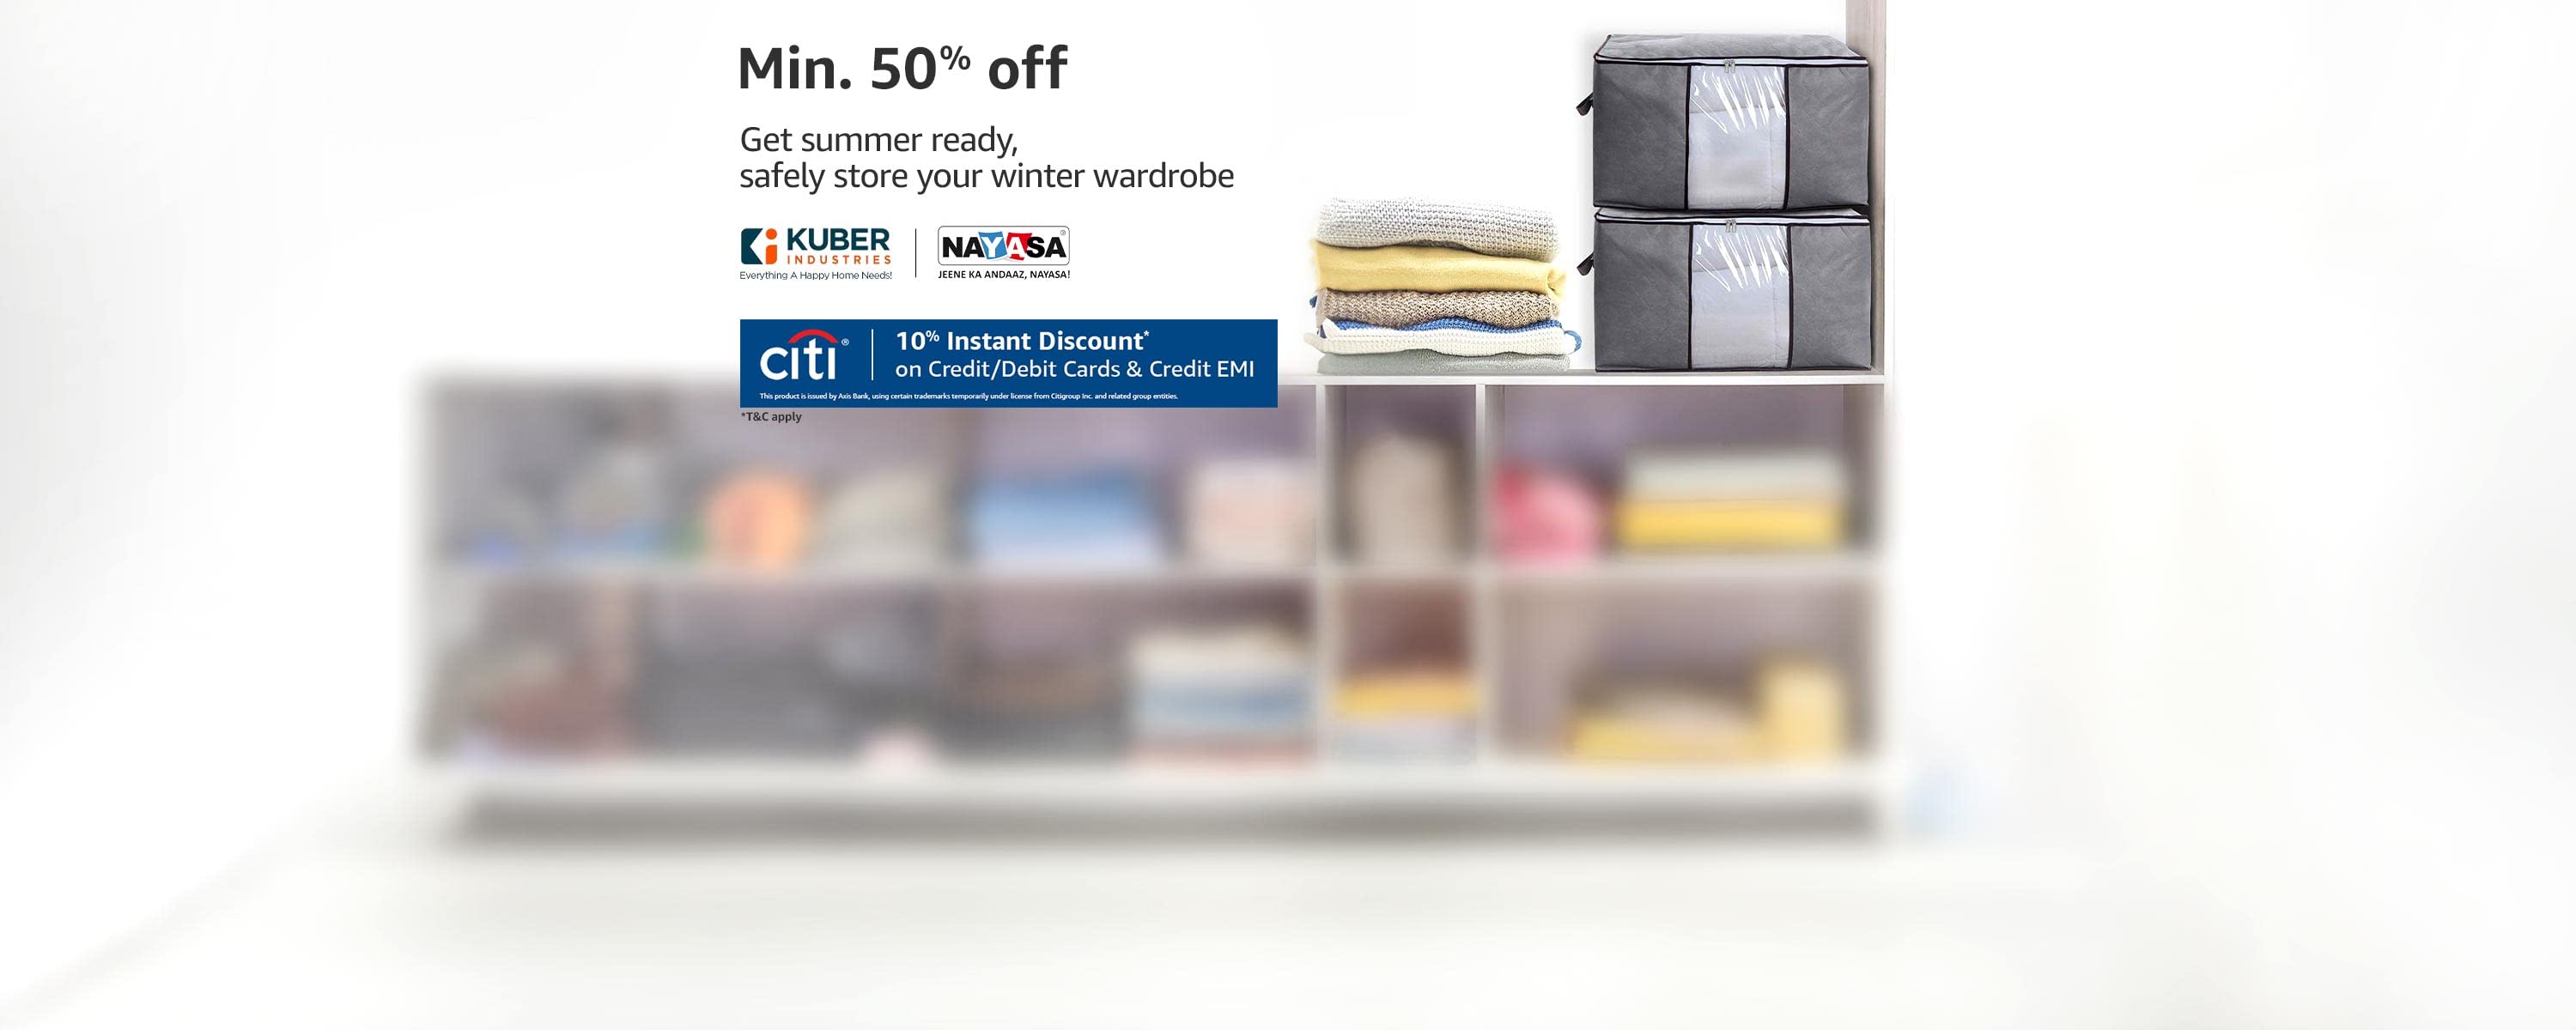 Min. 50% off
Get summer ready,
safely store your winter wardrobe
KUBER
INDUSTRIES
Everything A Happy Home Needs!
NAYASA®
JEENE KA ANDAAZ, NAYASA!
citi®
10% Instant Discount*
on Credit/Debit Cards & Credit EMI
This product is issued by Axis Bank, using certain trademarks temporarily under license from Citigroup Inc. and related group entities.
*T&C apply